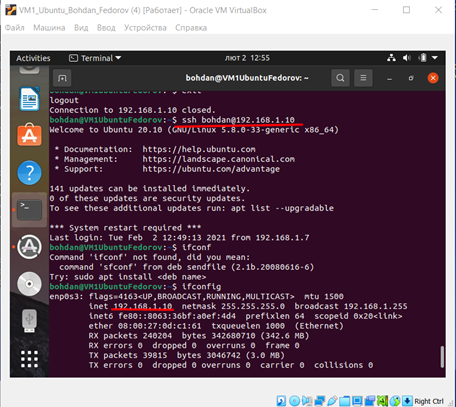 VM1_Ubuntu_Bohdan_Fedorov (4) [Работает] - Oracle VM VirtualBox
Файл Машина Вид Ввод Устройства Справка
Activities Terminal лют 2 12:55
bohdan@VM1UbuntuFedorov: ~
exit
logout
Connection to 192.168.1.10 closed.
bohdan@VM1UbuntuFedorov:~$ ssh bohdan@192.168.1.10
Welcome to Ubuntu 20.10 (GNU/Linux 5.8.0-33-generic x86_64)
* Documentation: https://help.ubuntu.com
* Management: https://landscape.canonical.com
* Support: https://ubuntu.com/advantage
141 updates can be installed immediately.
0 of these updates are security updates.
To see these additional updates run: apt list --upgradable
*** System restart required ***
Last login: Tue Feb 2 12:49:13 2021 from 192.168.1.7
bohdan@VM1UbuntuFedorov:~$ ifconf
Command 'ifconf' not found, did you mean:
command 'sfconf' from deb sendfile (2.1b.20080616-6)
Try: sudo apt install <deb name>
bohdan@VM1UbuntuFedorov:~$ ifconfig
enp0s3: flags=4163<UP,BROADCAST,RUNNING,MULTICAST> mtu 1500
inet 192.168.1.10 netmask 255.255.255.0 broadcast 192.168.1.255
inet6 fe80::8063:36bf:a0ef:4d4 prefixlen 64 scopeid 0x20<link>
ether 08:00:27:0d:c1:61 txqueuelen 1000 (Ethernet)
RX packets 240204 bytes 342680710 (342.6 MB)
RX errors 0 dropped 0 overruns 0 frame 0
TX packets 39815 bytes 3046742 (3.0 MB)
TX errors 0 dropped 0 overruns 0 carrier 0 collisions 0
Right Ctrl